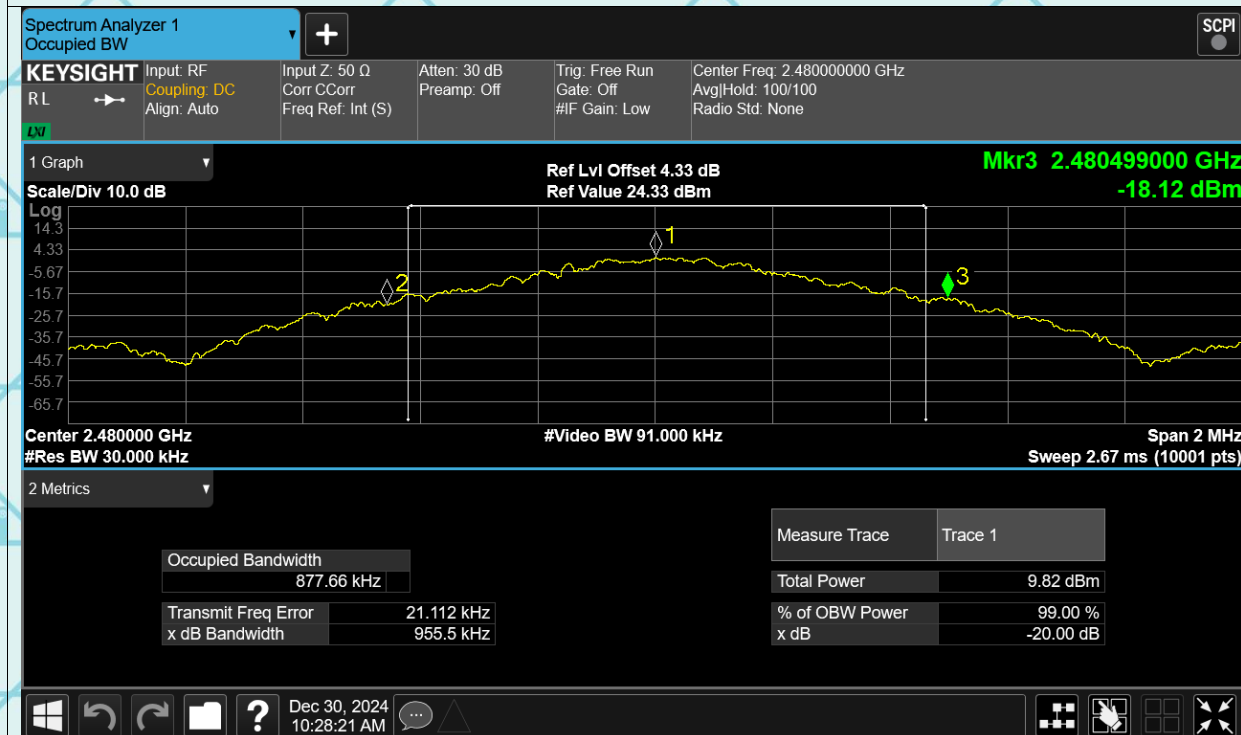 Spectrum Analyzer 1
Occupied BW
▼
+
SCPI
KEYSIGHT
RL
LXI
Input: RF
Coupling: DC
Align: Auto
Input Z: 50 Ω
Corr CCorr
Freq Ref: Int (S)
Atten: 30 dB
Preamp: Off
Trig: Free Run
Gate: Off
#IF Gain: Low
Center Freq: 2.480000000 GHz
Avg|Hold: 100/100
Radio Std: None
1 Graph ▼
Scale/Div 10.0 dB
Ref Lvl Offset 4.33 dB
Ref Value 24.33 dBm
Mkr3 2.480499000 GHz
-18.12 dBm
Log
14.3
4.33
-5.67
-15.7
-25.7
-35.7
-45.7
-55.7
-65.7
1
2
3
Center 2.480000 GHz
#Res BW 30.000 kHz
#Video BW 91.000 kHz
Span 2 MHz
Sweep 2.67 ms (10001 pts)
2 Metrics ▼
Occupied Bandwidth
877.66 kHz
Transmit Freq Error 21.112 kHz
x dB Bandwidth 955.5 kHz
Measure Trace Trace 1
Total Power 9.82 dBm
% of OBW Power 99.00 %
x dB -20.00 dB
?
Dec 30, 2024
10:28:21 AM